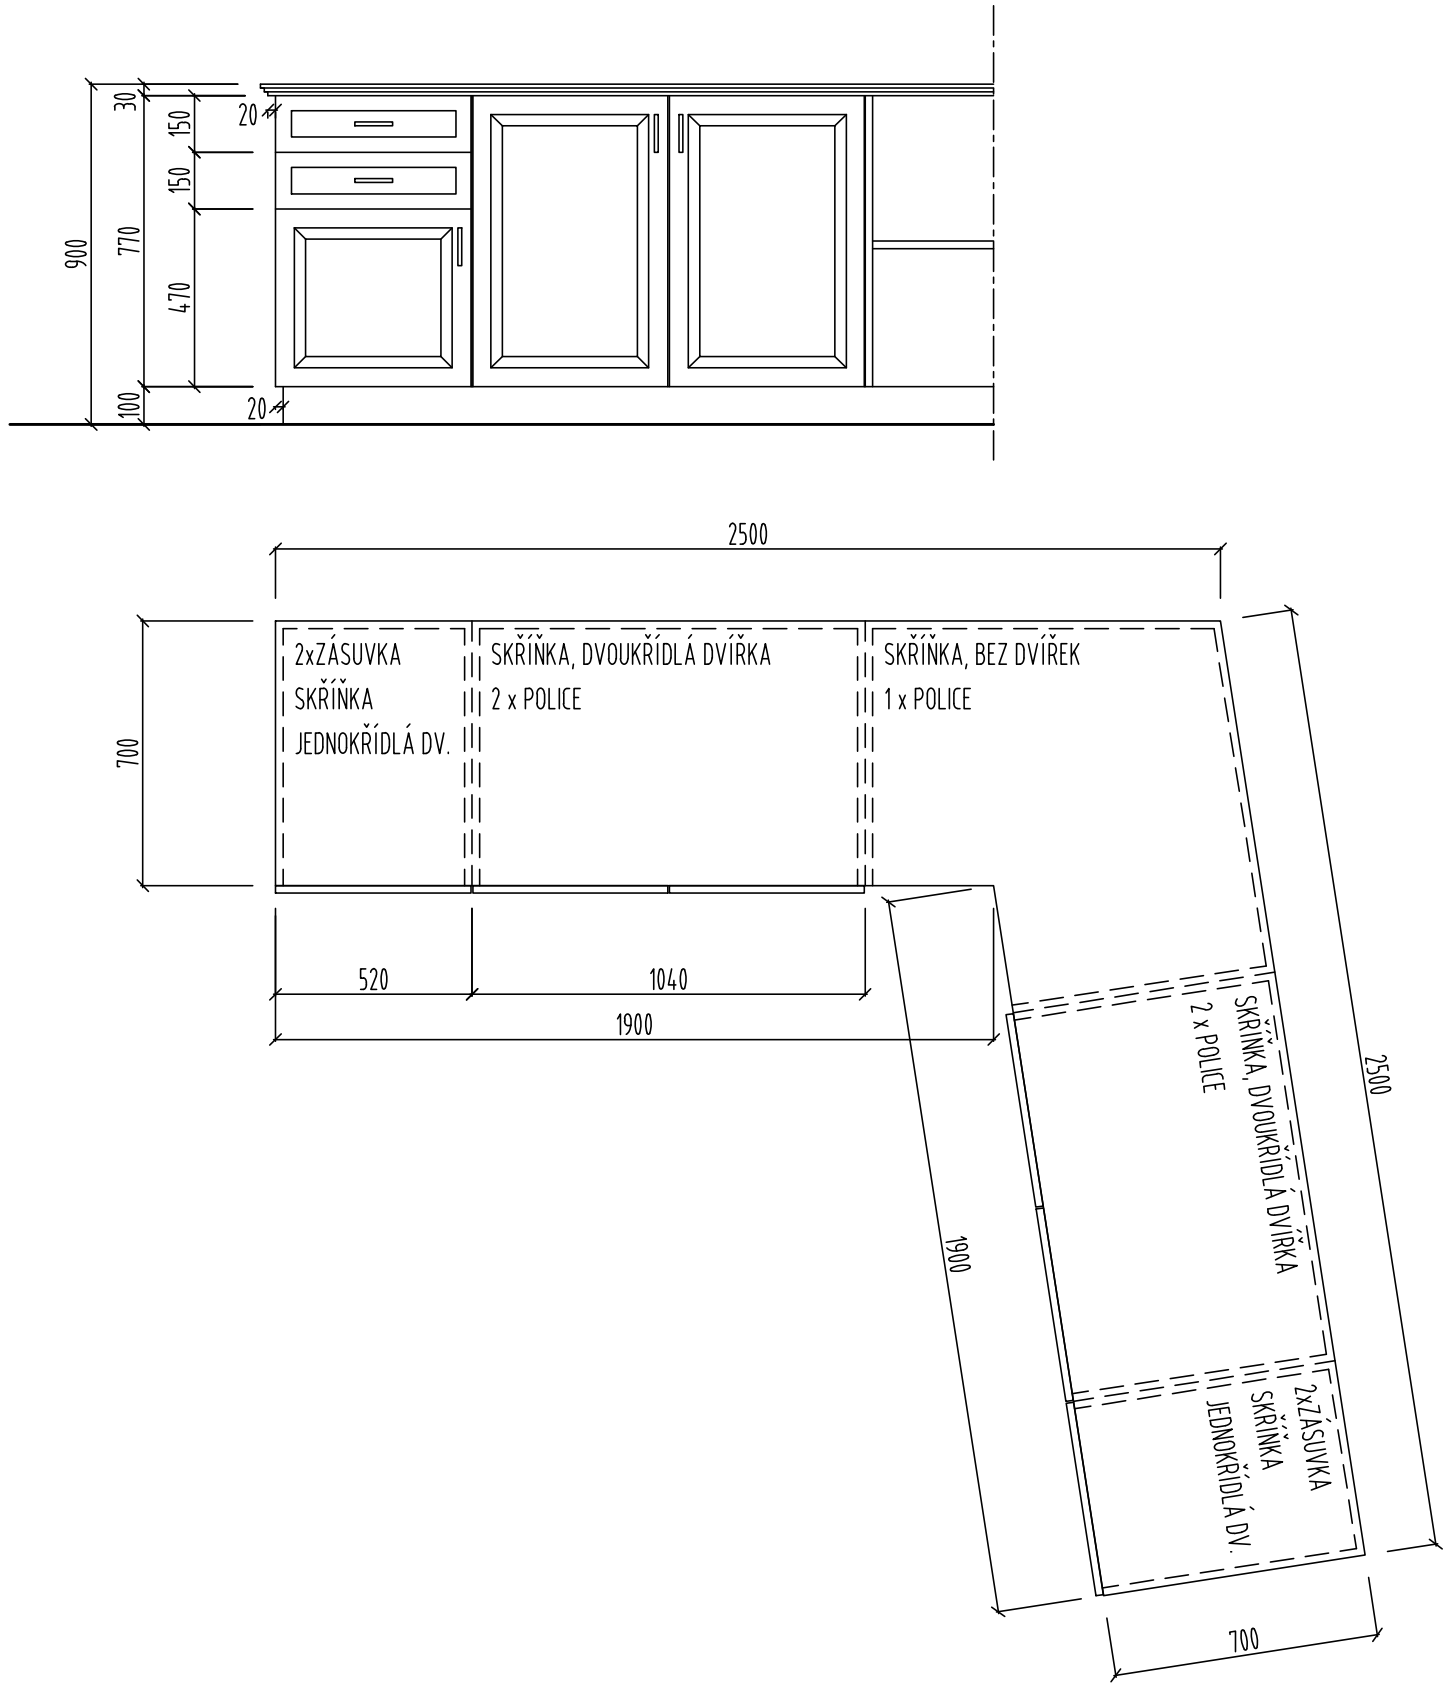 30
20
150
150
900
770
470
100
20
2500
2xZÁSUVKA
SKŘÍŇKA
JEDNOKŘÍDLÁ DV.
SKŘÍŇKA, DVOUKŘÍDLÁ DVÍŘKA
2 x POLICE
SKŘÍŇKA, BEZ DVÍŘEK
1 x POLICE
700
520
1040
1900
SKŘÍŇKA, DVOUKŘÍDLÁ DVÍŘKA
2 x POLICE
2500
1900
2xZÁSUVKA
SKŘÍŇKA
JEDNOKŘÍDLÁ DV.
700